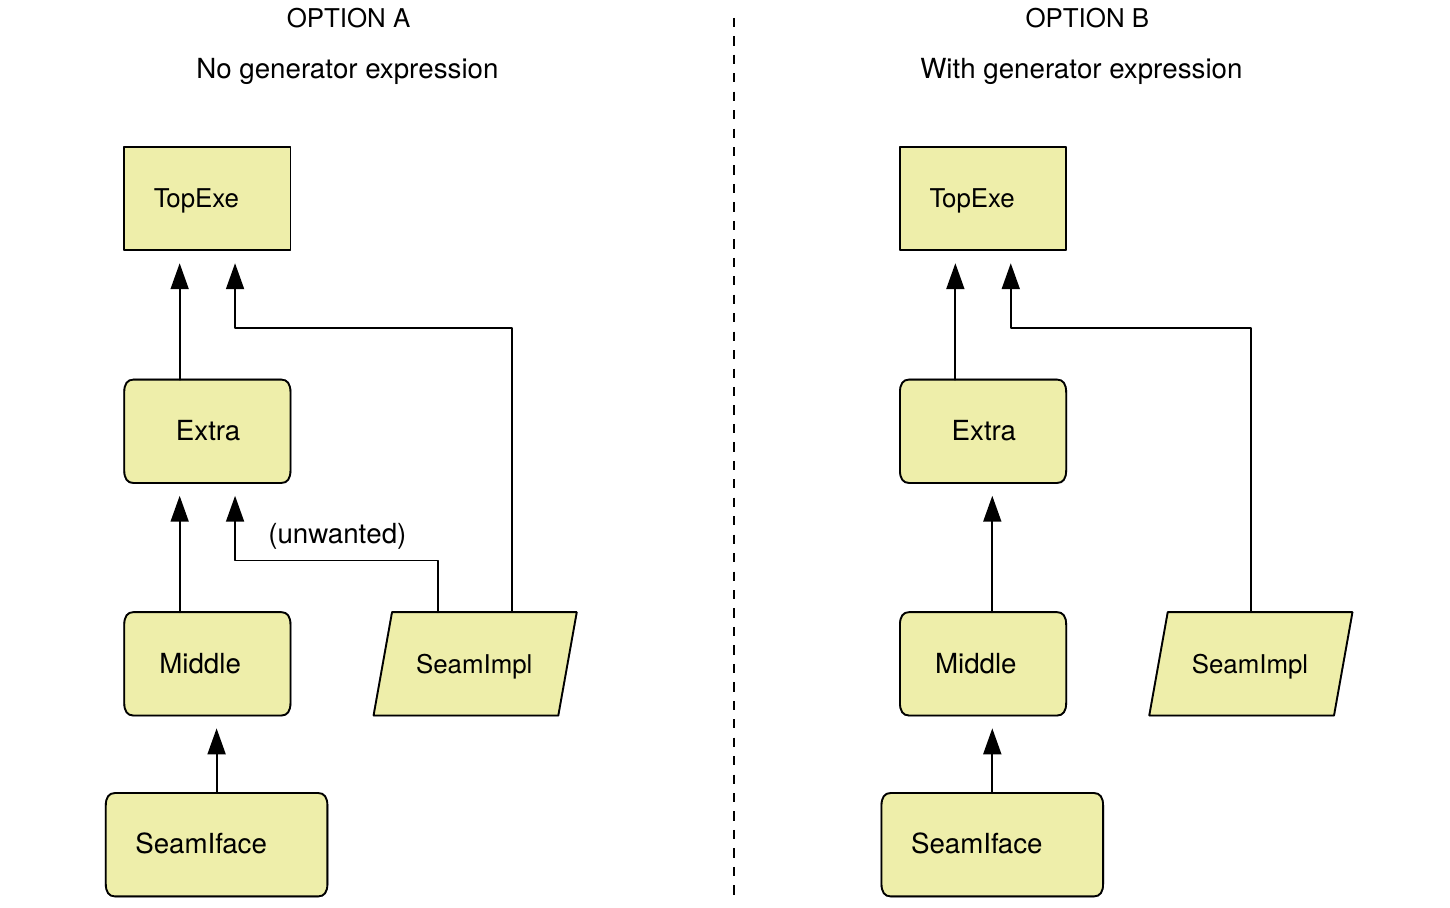 OPTION A
No generator expression
TopExe
Extra
(unwanted)
Middle
SeamImpl
SeamIface
OPTION B
With generator expression
TopExe
Extra
Middle
SeamImpl
SeamIface